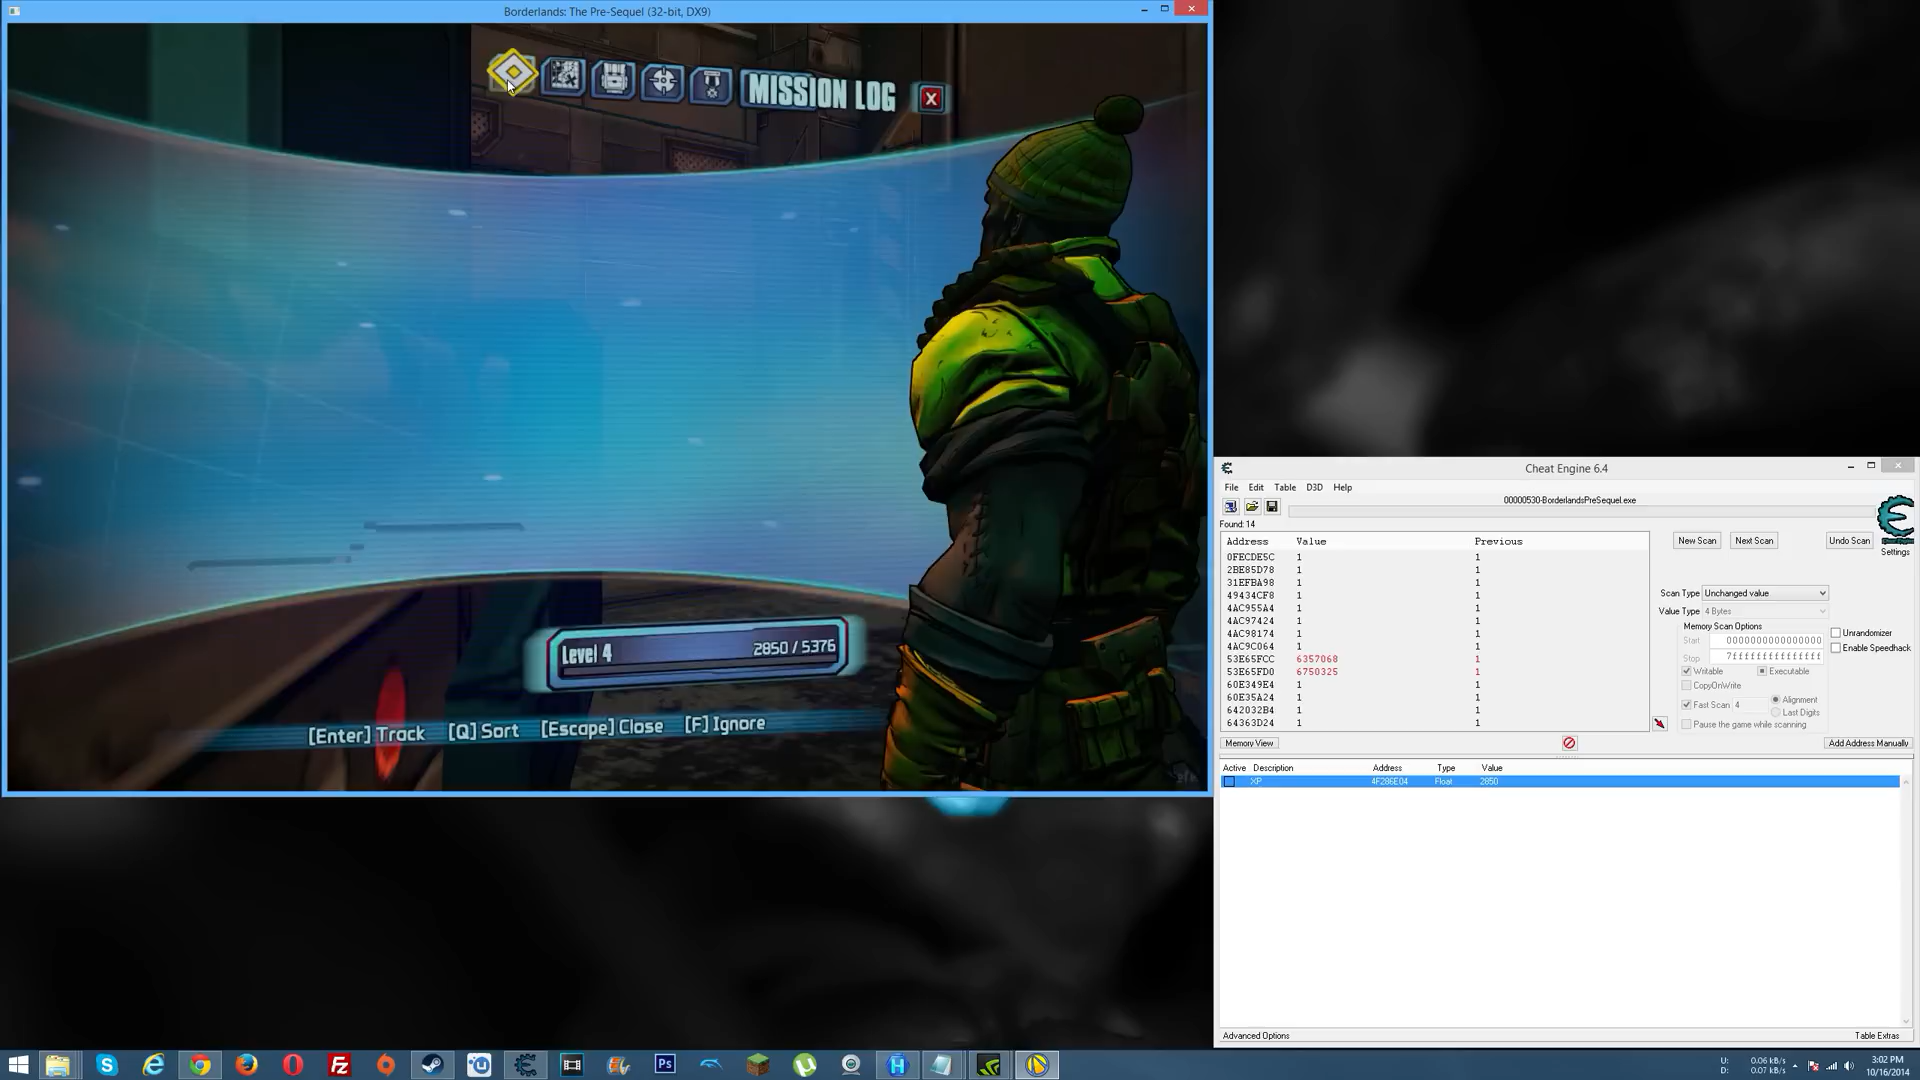 Borderlands: The Pre-Sequel (32-bit, DX9)
MISSION LOG
Level 4
2850 / 5376
[Enter] Track [Q] Sort [Escape] Close [F] Ignore
Cheat Engine 6.4
File Edit Table D3D Help
00000530-BorderlandsPreSequel.exe
Found: 14
Settings
Address Value Previous
0FECDE5C 1 1
2BE85D78 1 1
31EFBA98 1 1
49434CF8 1 1
4AC955A4 1 1
4AC97424 1 1
4AC98174 1 1
4AC9C064 1 1
53E65FCC 6357068 1
53E65FD0 6750325 1
60E349E4 1 1
60E35A24 1 1
642032B4 1 1
64363D24 1 1
New Scan Next Scan Undo Scan
Scan Type Unchanged value
Value Type 4 Bytes
Memory Scan Options
Start 0000000000000000
Stop 7fffffffffffffff
Writable Executable
CopyOnWrite
Fast Scan 4 Alignment
Last Digits
Pause the game while scanning
Unrandomizer
Enable Speedhack
Memory View
Add Address Manually
Active Description Address Type Value
XP 4F286E04 Float 2850
Advanced Options
Table Extras
U: 0.06 kB/s
D: 0.07 kB/s
3:02 PM
10/16/2014